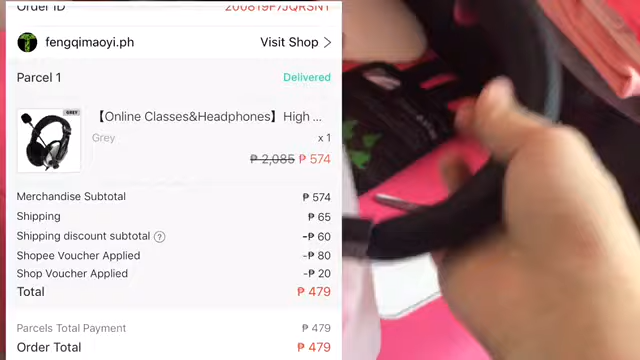 Order ID 200819F7JQRSNT
fengqimaoyi.ph Visit Shop >
Parcel 1 Delivered
GREY
【Online Classes&Headphones】High ...
Grey x 1
₱ 2,085 ₱ 574
Merchandise Subtotal ₱ 574
Shipping ₱ 65
Shipping discount subtotal ? -₱ 60
Shopee Voucher Applied -₱ 80
Shop Voucher Applied -₱ 20
Total ₱ 479
Parcels Total Payment ₱ 479
Order Total ₱ 479